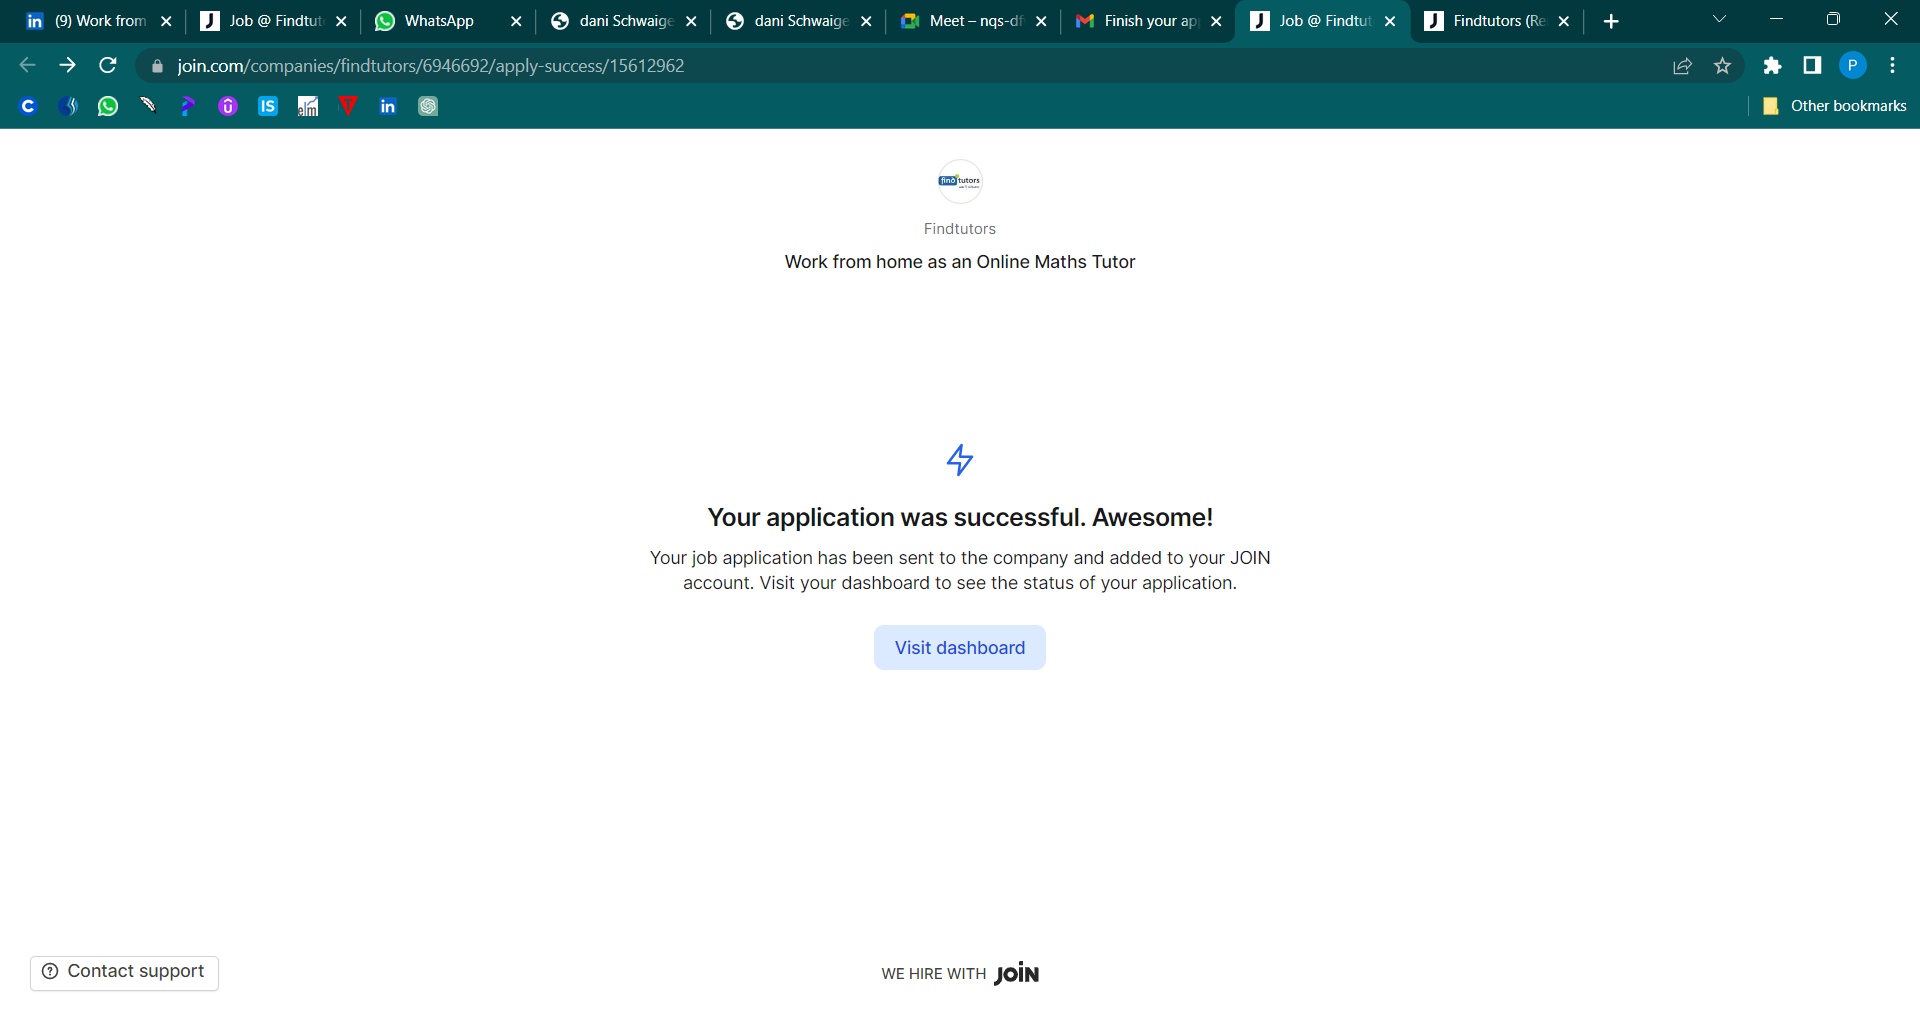 (9) Work from
Job @ Findtut
WhatsApp
dani Schwaige
dani Schwaige
Meet – nqs-df
Finish your ap
Job @ Findtut
Findtutors (Re
join.com/companies/findtutors/6946692/apply-success/15612962
P
IS
elm
in
Other bookmarks
find tutors
Findtutors
Work from home as an Online Maths Tutor
Your application was successful. Awesome!
Your job application has been sent to the company and added to your JOIN
account. Visit your dashboard to see the status of your application.
Visit dashboard
Contact support
WE HIRE WITH JOIN